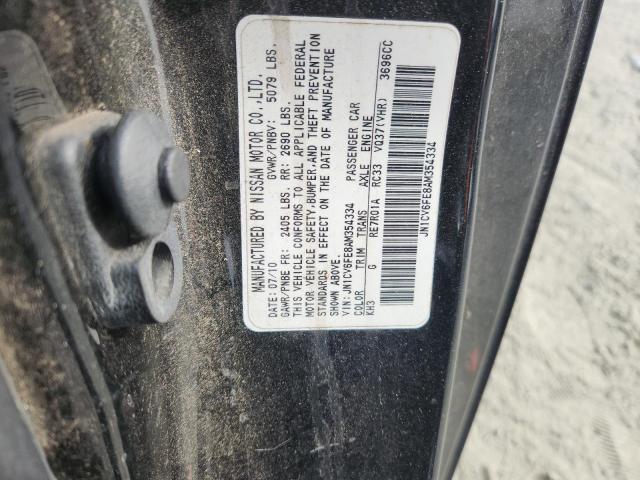 MANUFACTURED BY NISSAN MOTOR CO.,LTD.
DATE: 07/10 GVWR/PNBV: 5079 LBS.
GAWR/PNBE FR: 2405 LBS. RR: 2690 LBS.
THIS VEHICLE CONFORMS TO ALL APPLICABLE FEDERAL
MOTOR VEHICLE SAFETY,BUMPER,AND THEFT PREVENTION
STANDARDS IN EFFECT ON THE DATE OF MANUFACTURE
SHOWN ABOVE.
VIN: JN1CV6FE8AM354334 PASSENGER CAR
COLOR TRIM TRANS AXLE ENGINE
KH3 G RE7R01A RC33 VQ37(VHR) 3696CC
JN1CV6FE8AM354334